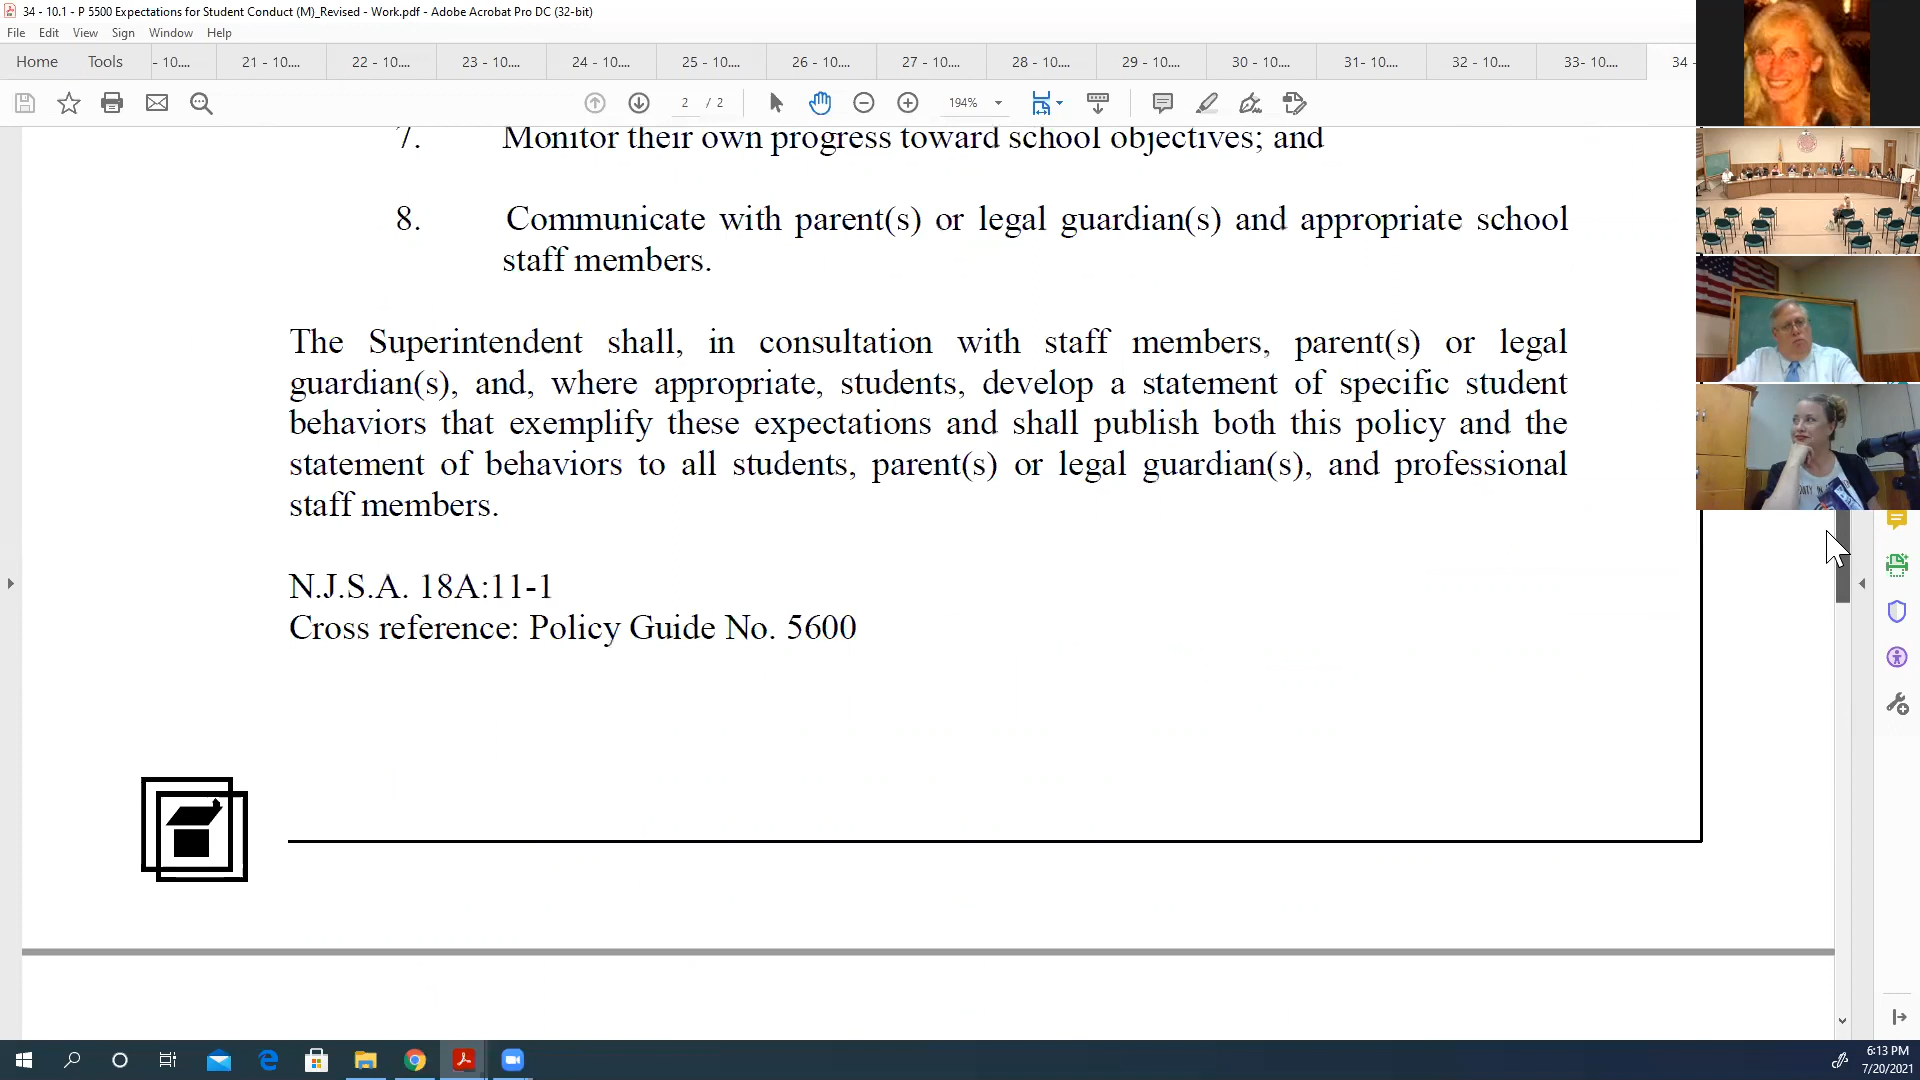 34 - 10.1 - P 5500 Expectations for Student Conduct (M)_Revised - Work.pdf - Adobe Acrobat Pro DC (32-bit)
File Edit View Sign Window Help
Home Tools - 10.... 21 - 10.... 22 - 10.... 23 - 10.... 24 - 10.... 25 - 10.... 26 - 10.... 27 - 10.... 28 - 10.... 29 - 10.... 30 - 10.... 31- 10.... 32 - 10.... 33- 10.... 34 -
2 / 2 194%
7. Monitor their own progress toward school objectives; and
8. Communicate with parent(s) or legal guardian(s) and appropriate school
staff members.
The Superintendent shall, in consultation with staff members, parent(s) or legal
guardian(s), and, where appropriate, students, develop a statement of specific student
behaviors that exemplify these expectations and shall publish both this policy and the
statement of behaviors to all students, parent(s) or legal guardian(s), and professional
staff members.
N.J.S.A. 18A:11-1
Cross reference: Policy Guide No. 5600
6:13 PM
7/20/2021